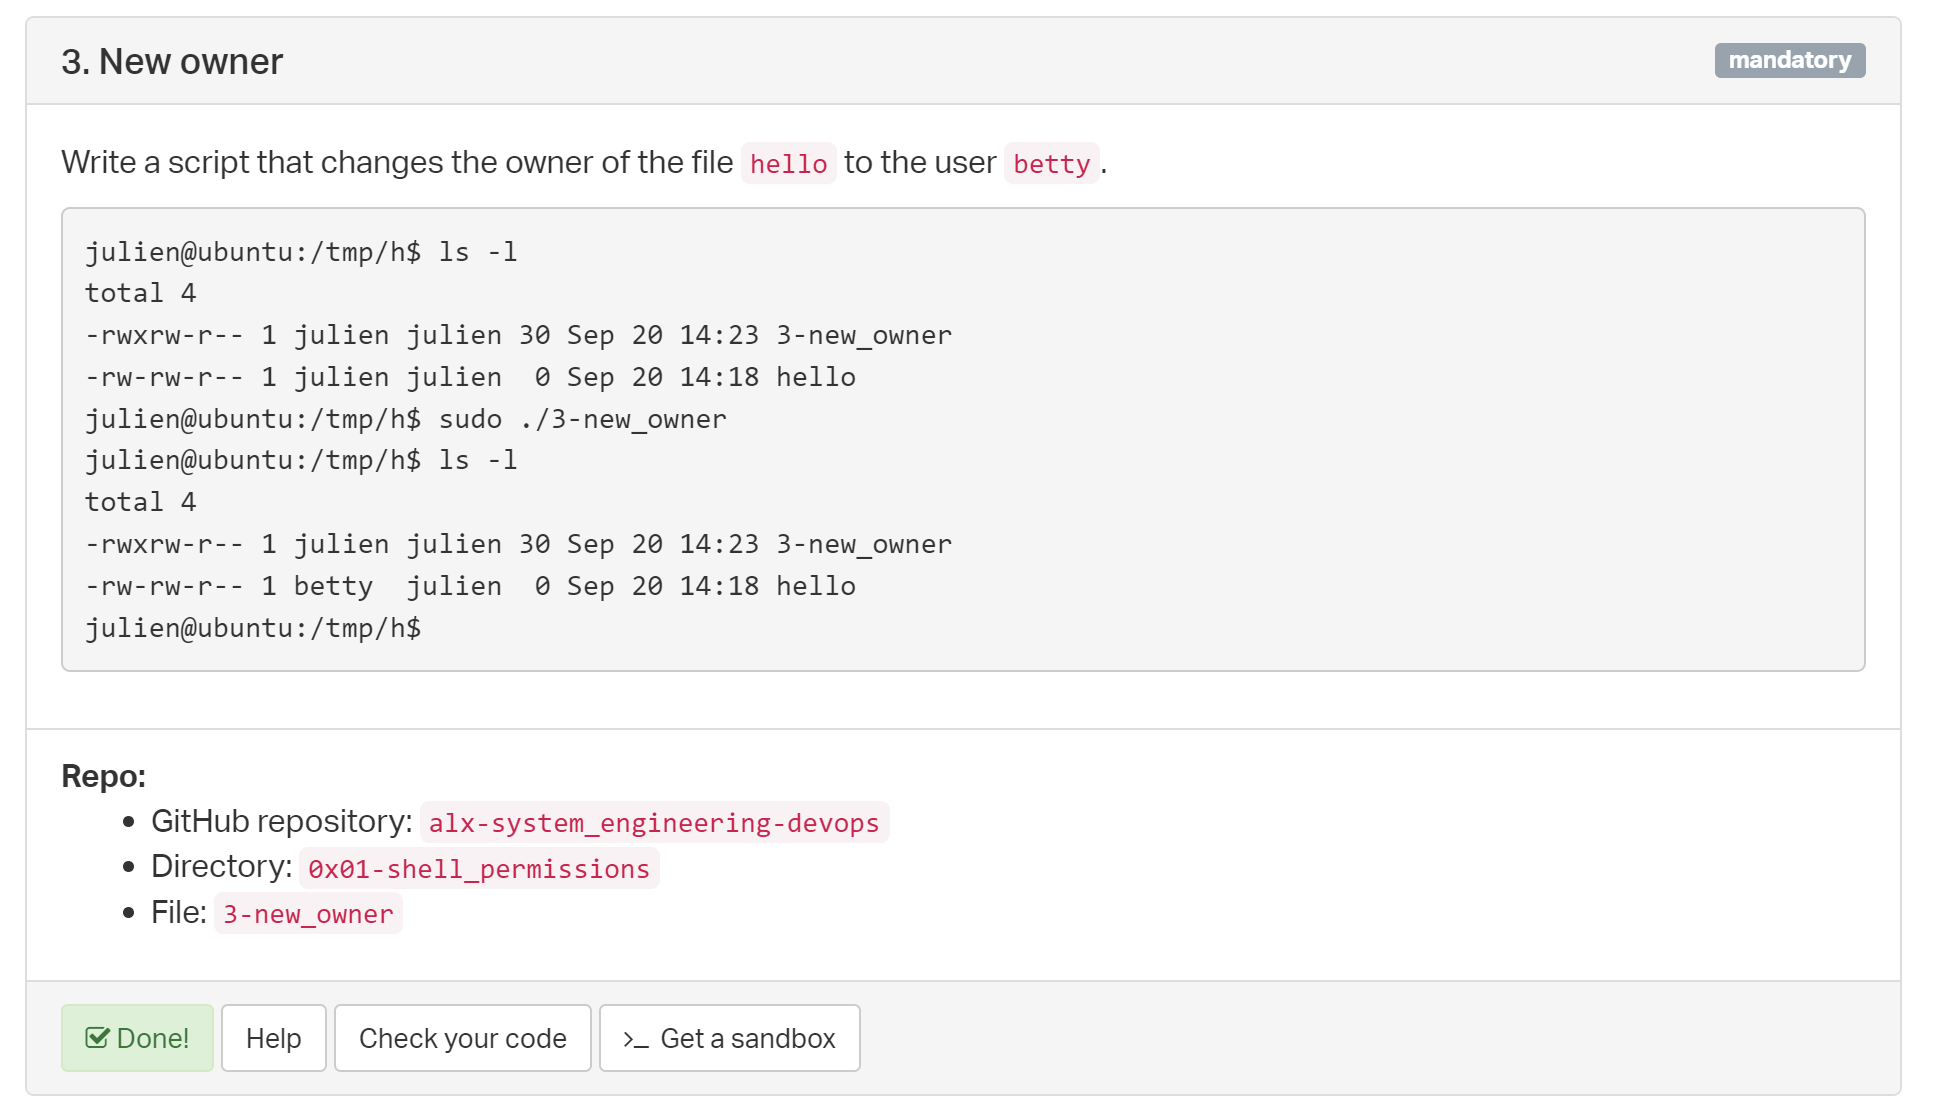 3. New owner
mandatory
Write a script that changes the owner of the file hello to the user betty.
julien@ubuntu:/tmp/h$ ls -l
total 4
-rwxrw-r-- 1 julien julien 30 Sep 20 14:23 3-new_owner
-rw-rw-r-- 1 julien julien  0 Sep 20 14:18 hello
julien@ubuntu:/tmp/h$ sudo ./3-new_owner
julien@ubuntu:/tmp/h$ ls -l
total 4
-rwxrw-r-- 1 julien julien 30 Sep 20 14:23 3-new_owner
-rw-rw-r-- 1 betty  julien  0 Sep 20 14:18 hello
julien@ubuntu:/tmp/h$
Repo:
• GitHub repository: alx-system_engineering-devops
• Directory: 0x01-shell_permissions
• File: 3-new_owner
Done! Help Check your code >_ Get a sandbox